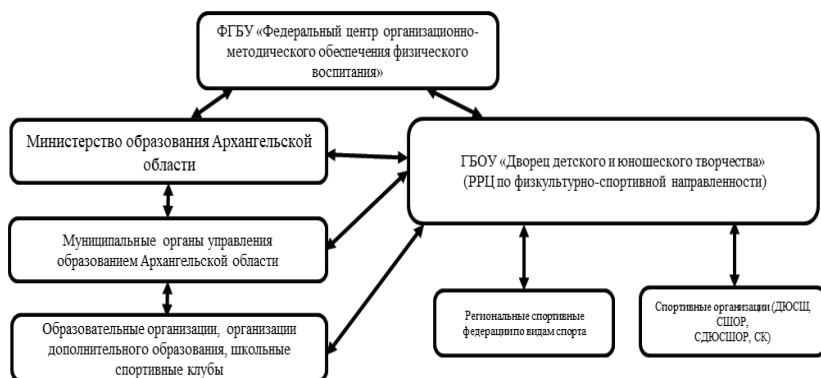 ФГБУ «Федеральный центр организационно-
методического обеспечения физического
воспитания»
Министерство образования Архангельской
области
ГБОУ «Дворец детского и юношеского творчества»
(РРЦ по физкультурно-спортивной направленности)
Муниципальные органы управления
образованием Архангельской области
Образовательные организации, организации
дополнительного образования, школьные
спортивные клубы
Региональные спортивные
федерации по видам спорта
Спортивные организации (ДЮСШ,
СШОР,
СДЮСШОР, СК)